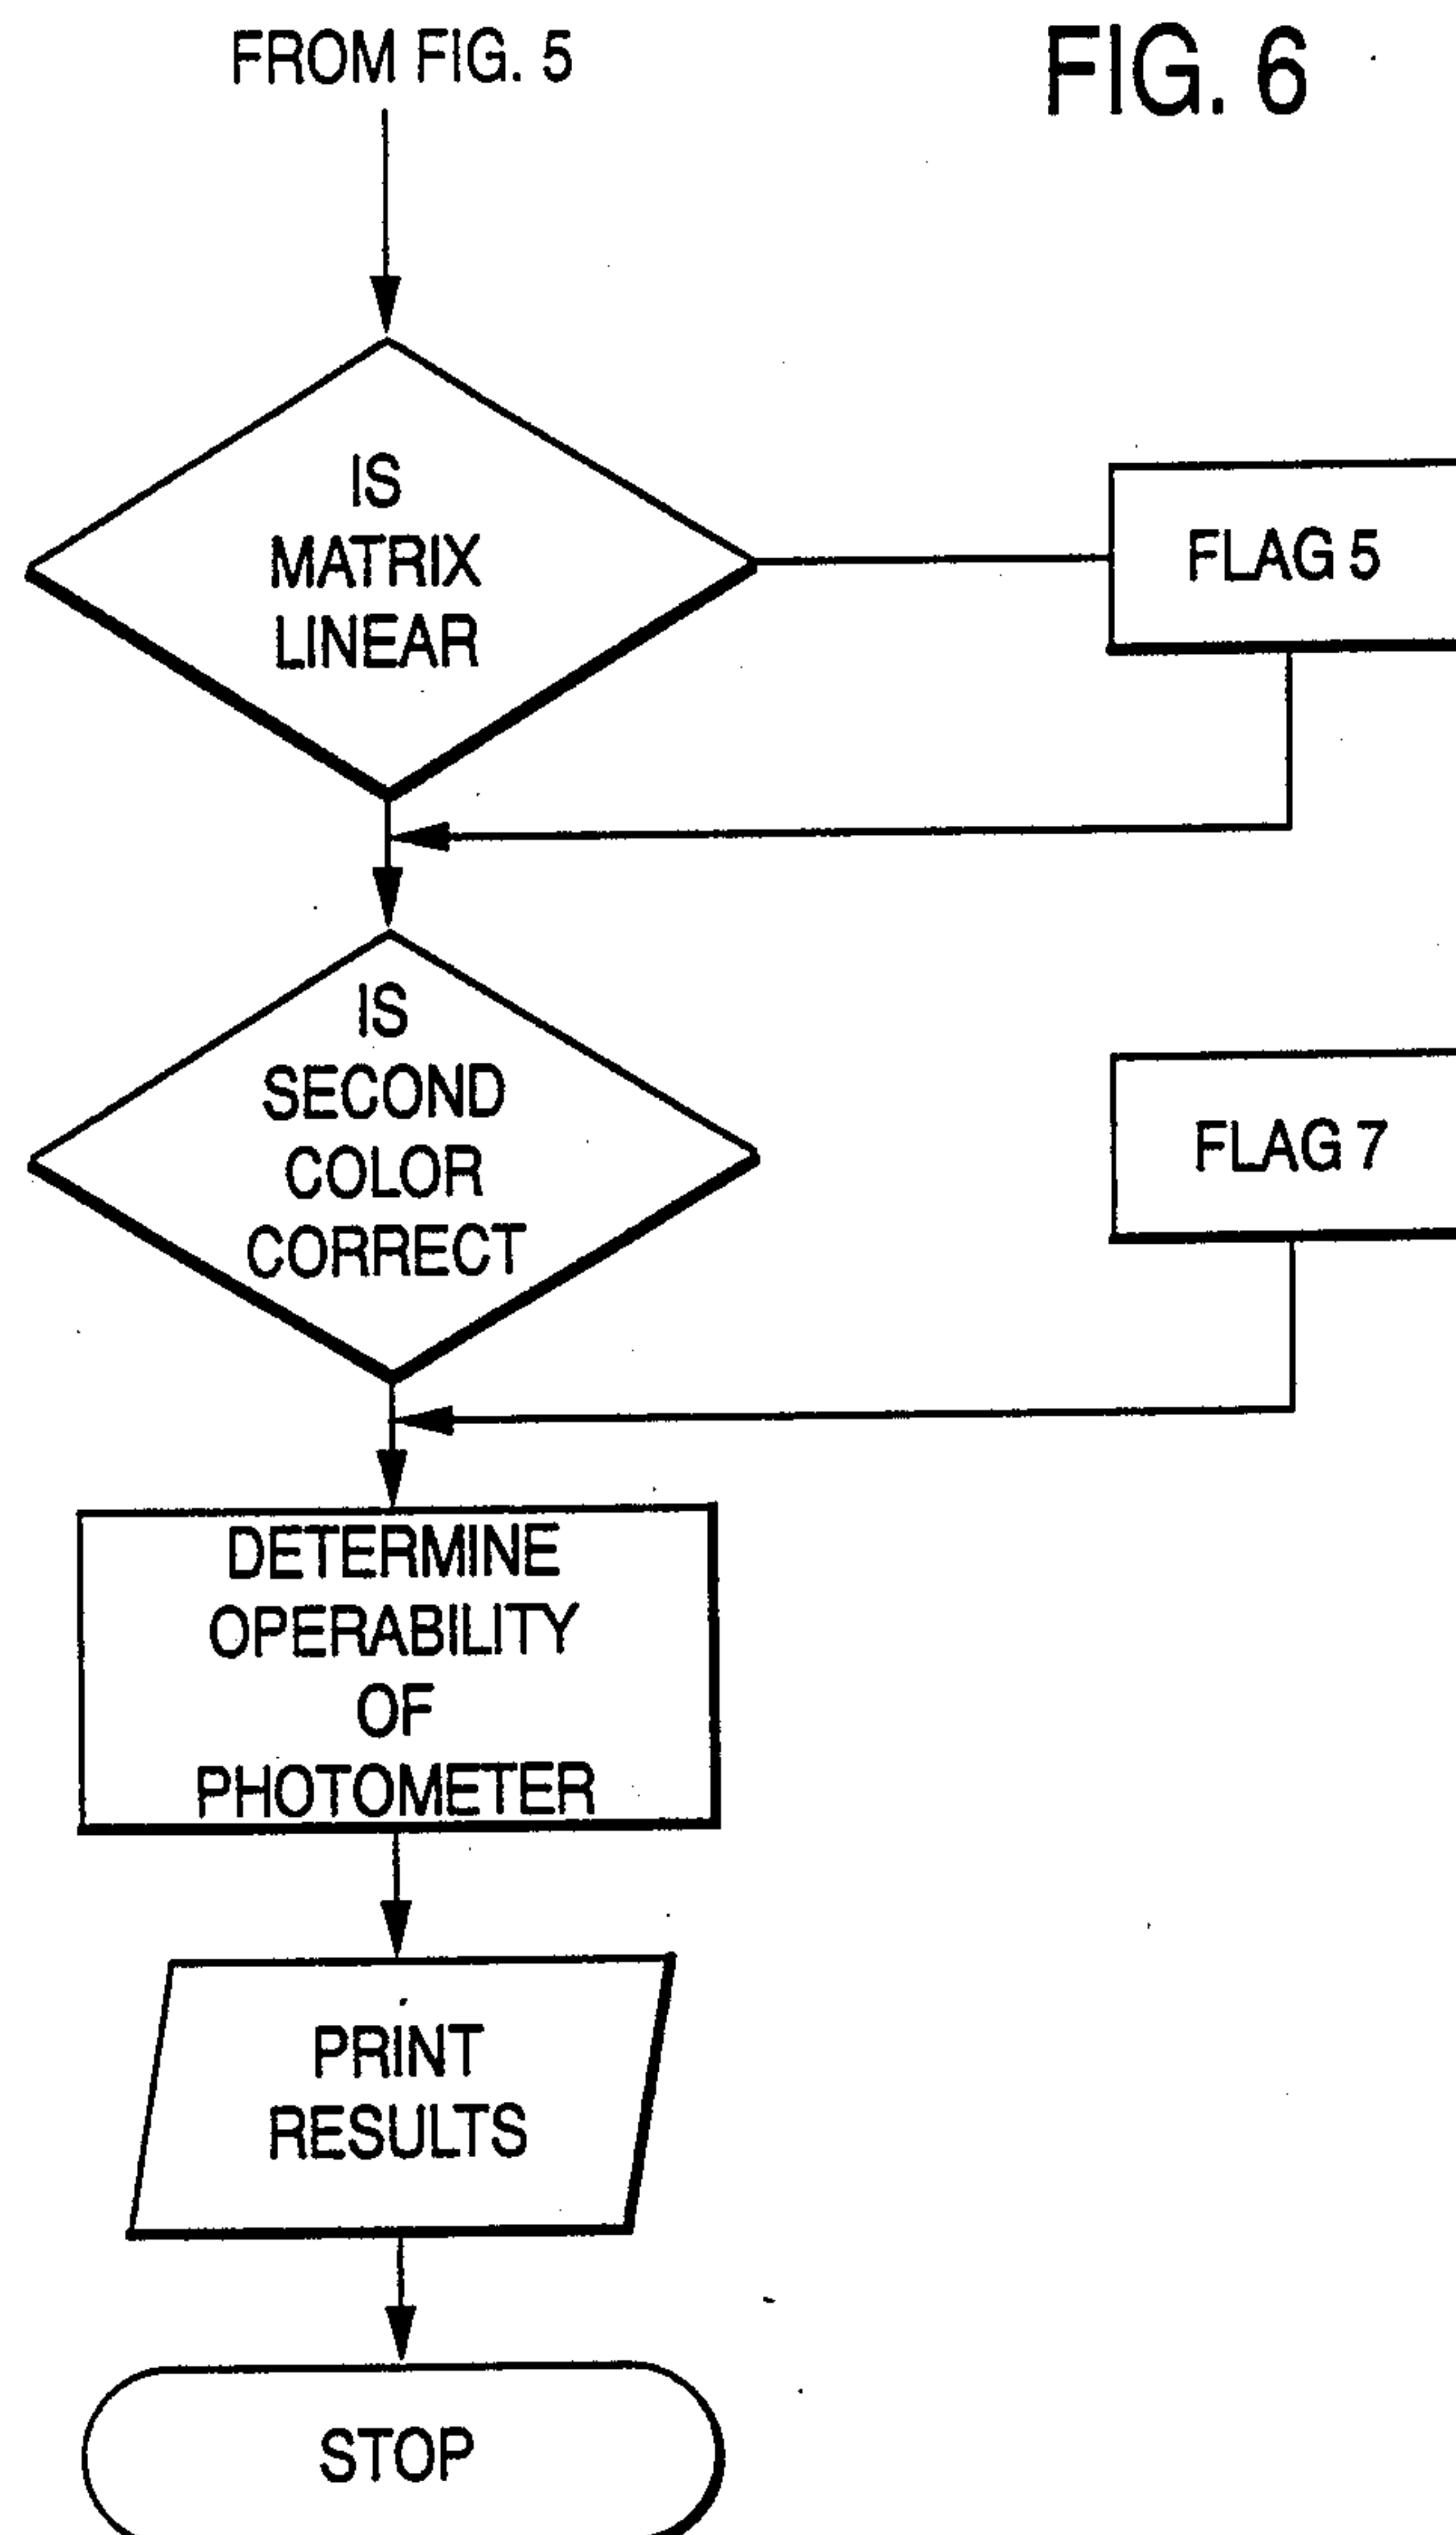 FROM FIG. 5
FIG. 6
IS
MATRIX
LINEAR
FLAG 5
IS
SECOND
COLOR
CORRECT
FLAG 7
DETERMINE
OPERABILITY
OF
PHOTOMETER
PRINT
RESULTS
STOP